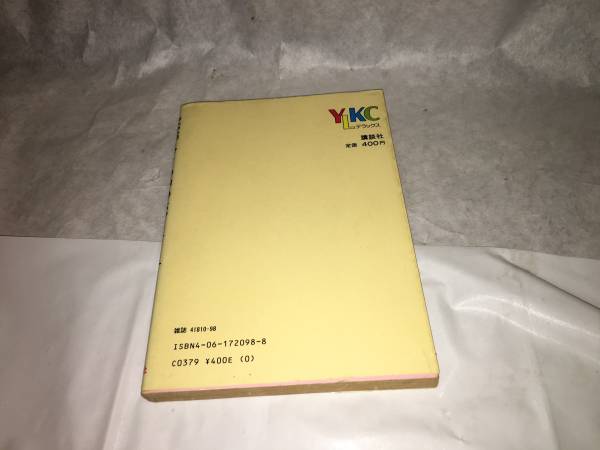 YLKC
デラックス
講談社
定価 400円
雑誌 41810-98
ISBN4-06-172098-8
C0379 ¥400E (0)